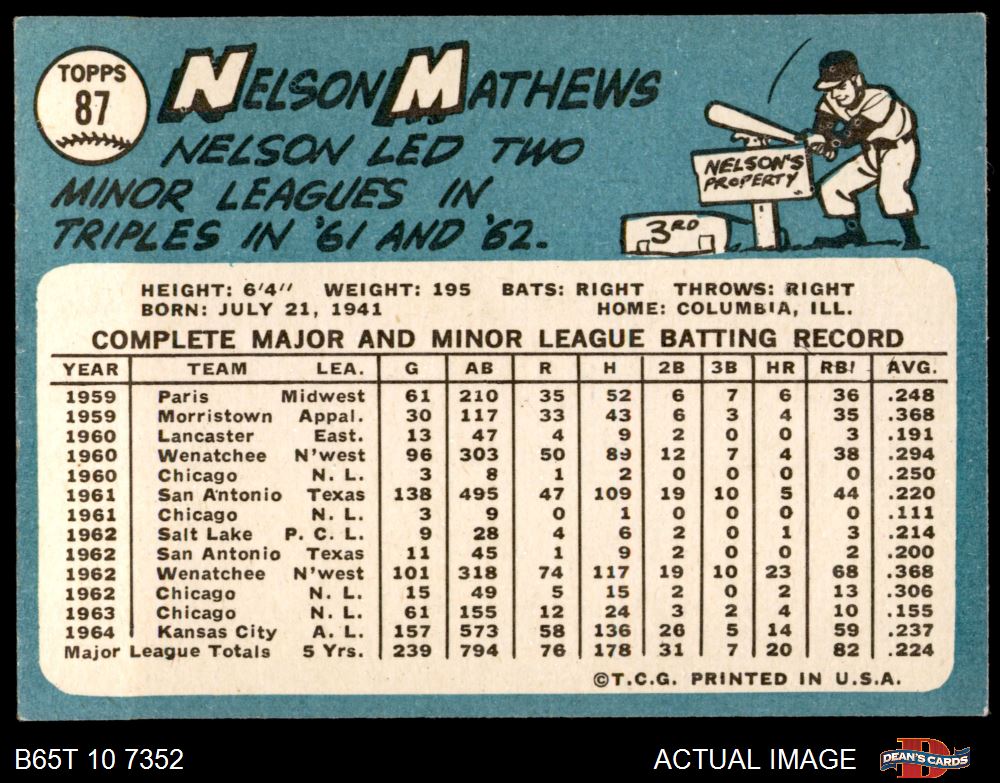 TOPPS
87
NELSON MATHEWS
NELSON LED TWO
MINOR LEAGUES IN
TRIPLES IN '61 AND '62.
NELSON'S
PROPERTY
3RD
HEIGHT: 6'4" WEIGHT: 195 BATS: RIGHT THROWS: RIGHT
BORN: JULY 21, 1941 HOME: COLUMBIA, ILL.
COMPLETE MAJOR AND MINOR LEAGUE BATTING RECORD
YEAR TEAM LEA. G AB R H 2B 3B HR RBI AVG.
1959 Paris Midwest 61 210 35 52 6 7 6 36 .248
1959 Morristown Appal. 30 117 33 43 6 3 4 35 .368
1960 Lancaster East. 13 47 4 9 2 0 0 3 .191
1960 Wenatchee N'west 96 303 50 89 12 7 4 38 .294
1960 Chicago N. L. 3 8 1 2 0 0 0 0 .250
1961 San Antonio Texas 138 495 47 109 19 10 5 44 .220
1961 Chicago N. L. 3 9 0 1 0 0 0 0 .111
1962 Salt Lake P. C. L. 9 28 4 6 2 0 1 3 .214
1962 San Antonio Texas 11 45 1 9 2 0 0 2 .200
1962 Wenatchee N'west 101 318 74 117 19 10 23 68 .368
1962 Chicago N. L. 15 49 5 15 2 0 2 13 .306
1963 Chicago N. L. 61 155 12 24 3 2 4 10 .155
1964 Kansas City A. L. 157 573 58 136 26 5 14 59 .237
Major League Totals 5 Yrs. 239 794 76 178 31 7 20 82 .224
©T.C.G. PRINTED IN U.S.A.
B65T 10 7352 ACTUAL IMAGE DEAN'S CARDS